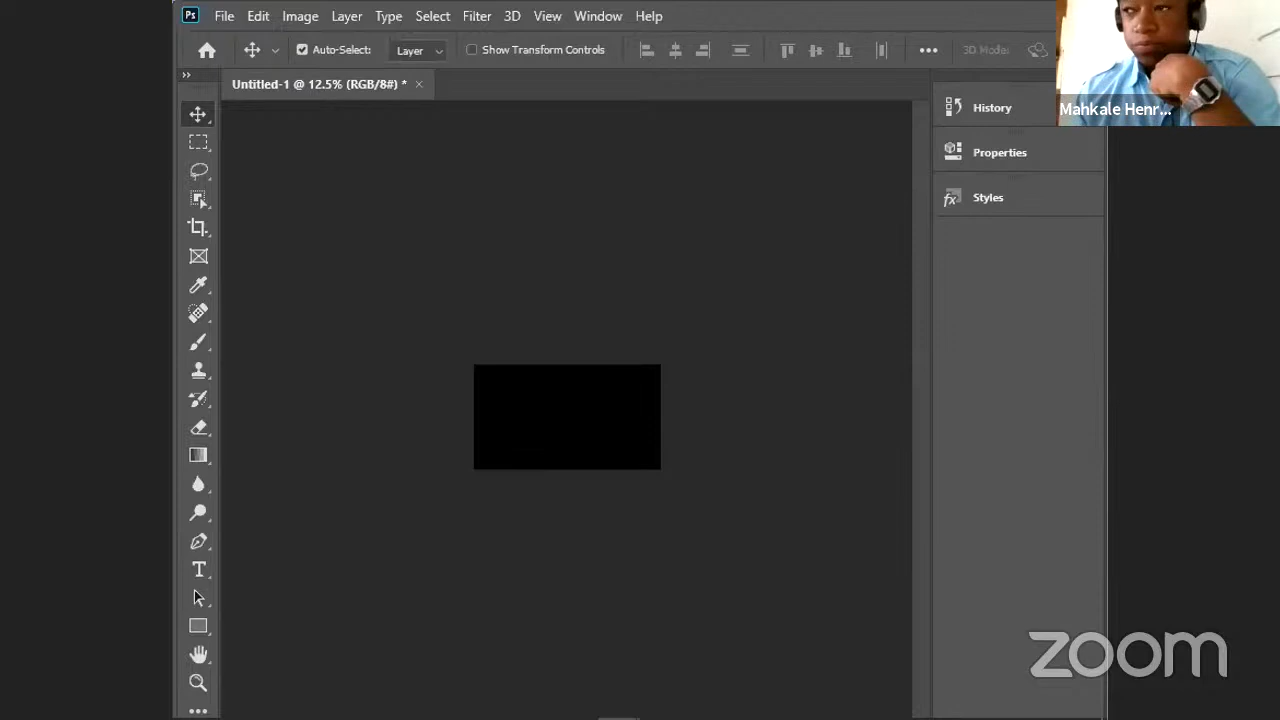 Ps File Edit Image Layer Type Select Filter 3D View Window Help
Auto-Select: Layer Show Transform Controls 3D Mode:
Untitled-1 @ 12.5% (RGB/8#) * ×
History
Mahkale Henr...
Properties
fx Styles
T
zoom